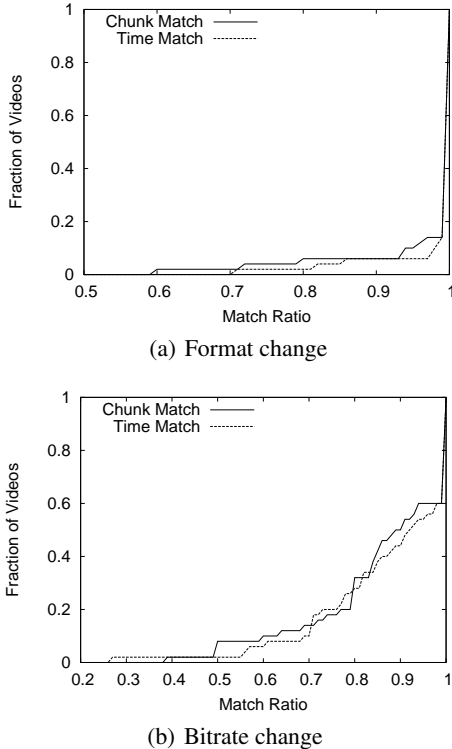 Chunk Match
Time Match
1
0.8
0.6
0.4
0.2
0
Fraction of Videos
0.5 0.6 0.7 0.8 0.9 1
Match Ratio
(a) Format change
Chunk Match
Time Match
1
0.8
0.6
0.4
0.2
0
Fraction of Videos
0.2 0.3 0.4 0.5 0.6 0.7 0.8 0.9 1
Match Ratio
(b) Bitrate change